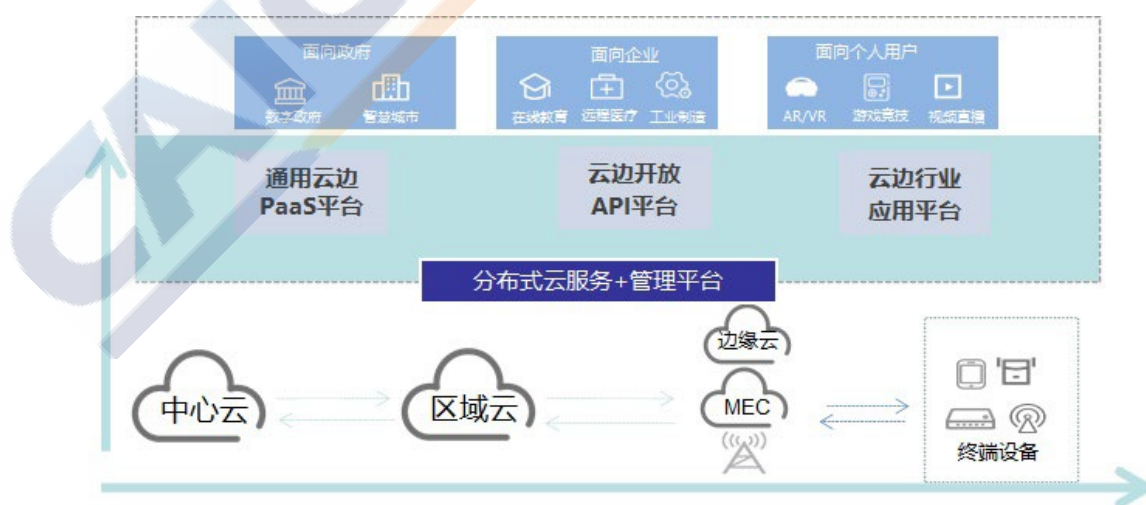 面向政府
面向企业
面向个人用户
数字政府
智慧城市
在线教育
远程医疗
工业制造
AR/VR
游戏竞技
视频直播
通用云边
PaaS平台
云边开放
API平台
云边行业
应用平台
分布式云服务+管理平台
边缘云
中心云
区域云
MEC
终端设备